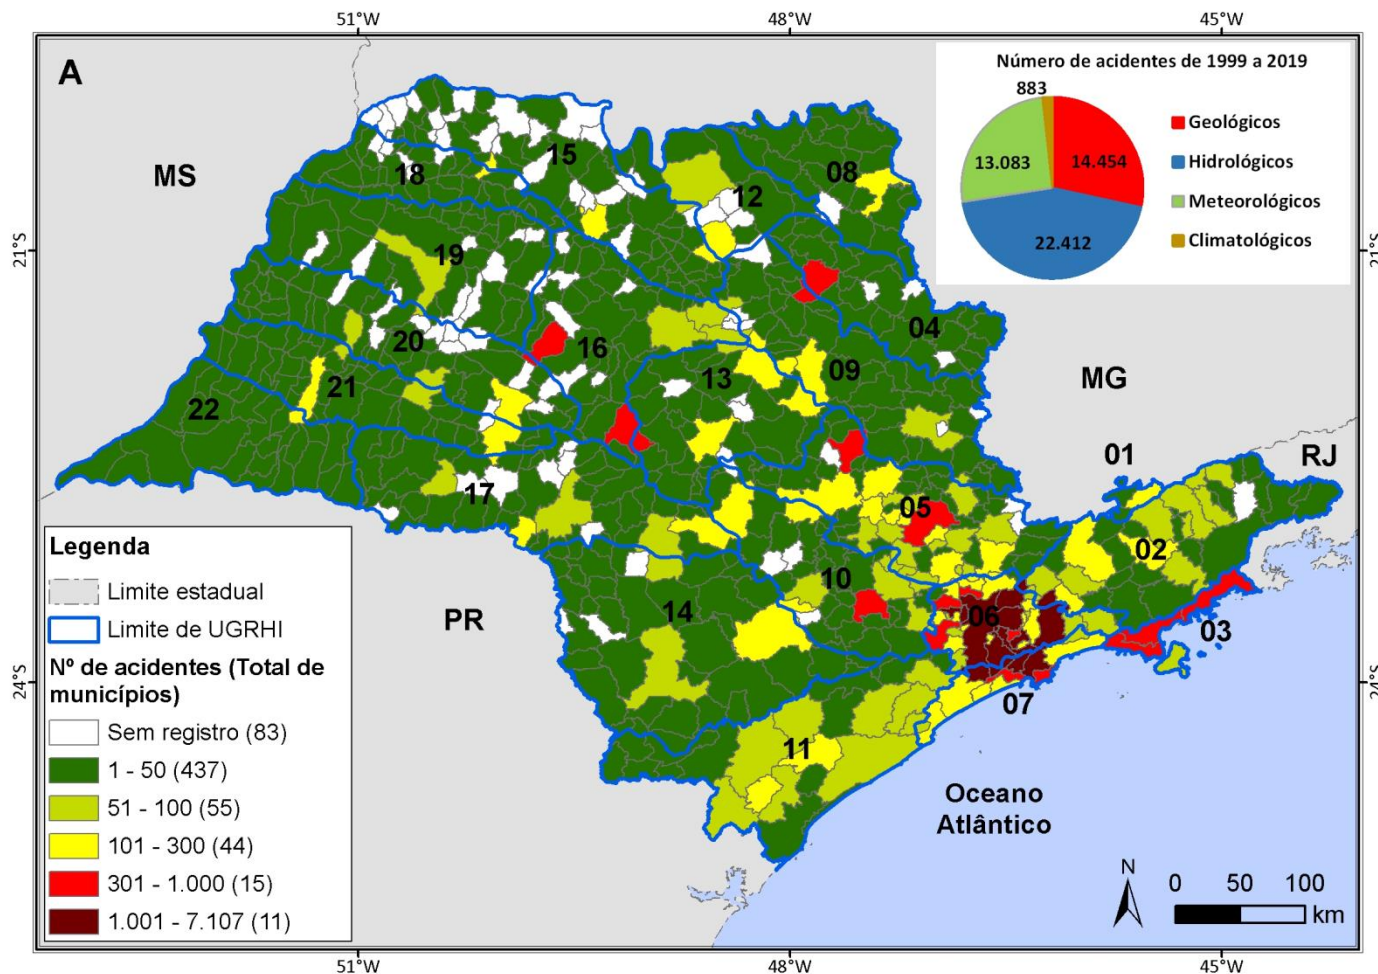 51°W
48°W
45°W
A
Número de acidentes de 1999 a 2019
883
14.454
13.083
22.412
Geológicos
Hidrológicos
Meteorológicos
Climatológicos
MS
15
18
08
12
21°S
21°S
19
04
20
16
13
09
MG
21
22
01
RJ
17
05
02
10
06
14
PR
03
07
11
24°S
24°S
Oceano
Atlântico
Legenda
Limite estadual
Limite de UGRHI
Nº de acidentes (Total de
municípios)
Sem registro (83)
1 - 50 (437)
51 - 100 (55)
101 - 300 (44)
301 - 1.000 (15)
1.001 - 7.107 (11)
N
0 50 100
km
51°W
48°W
45°W